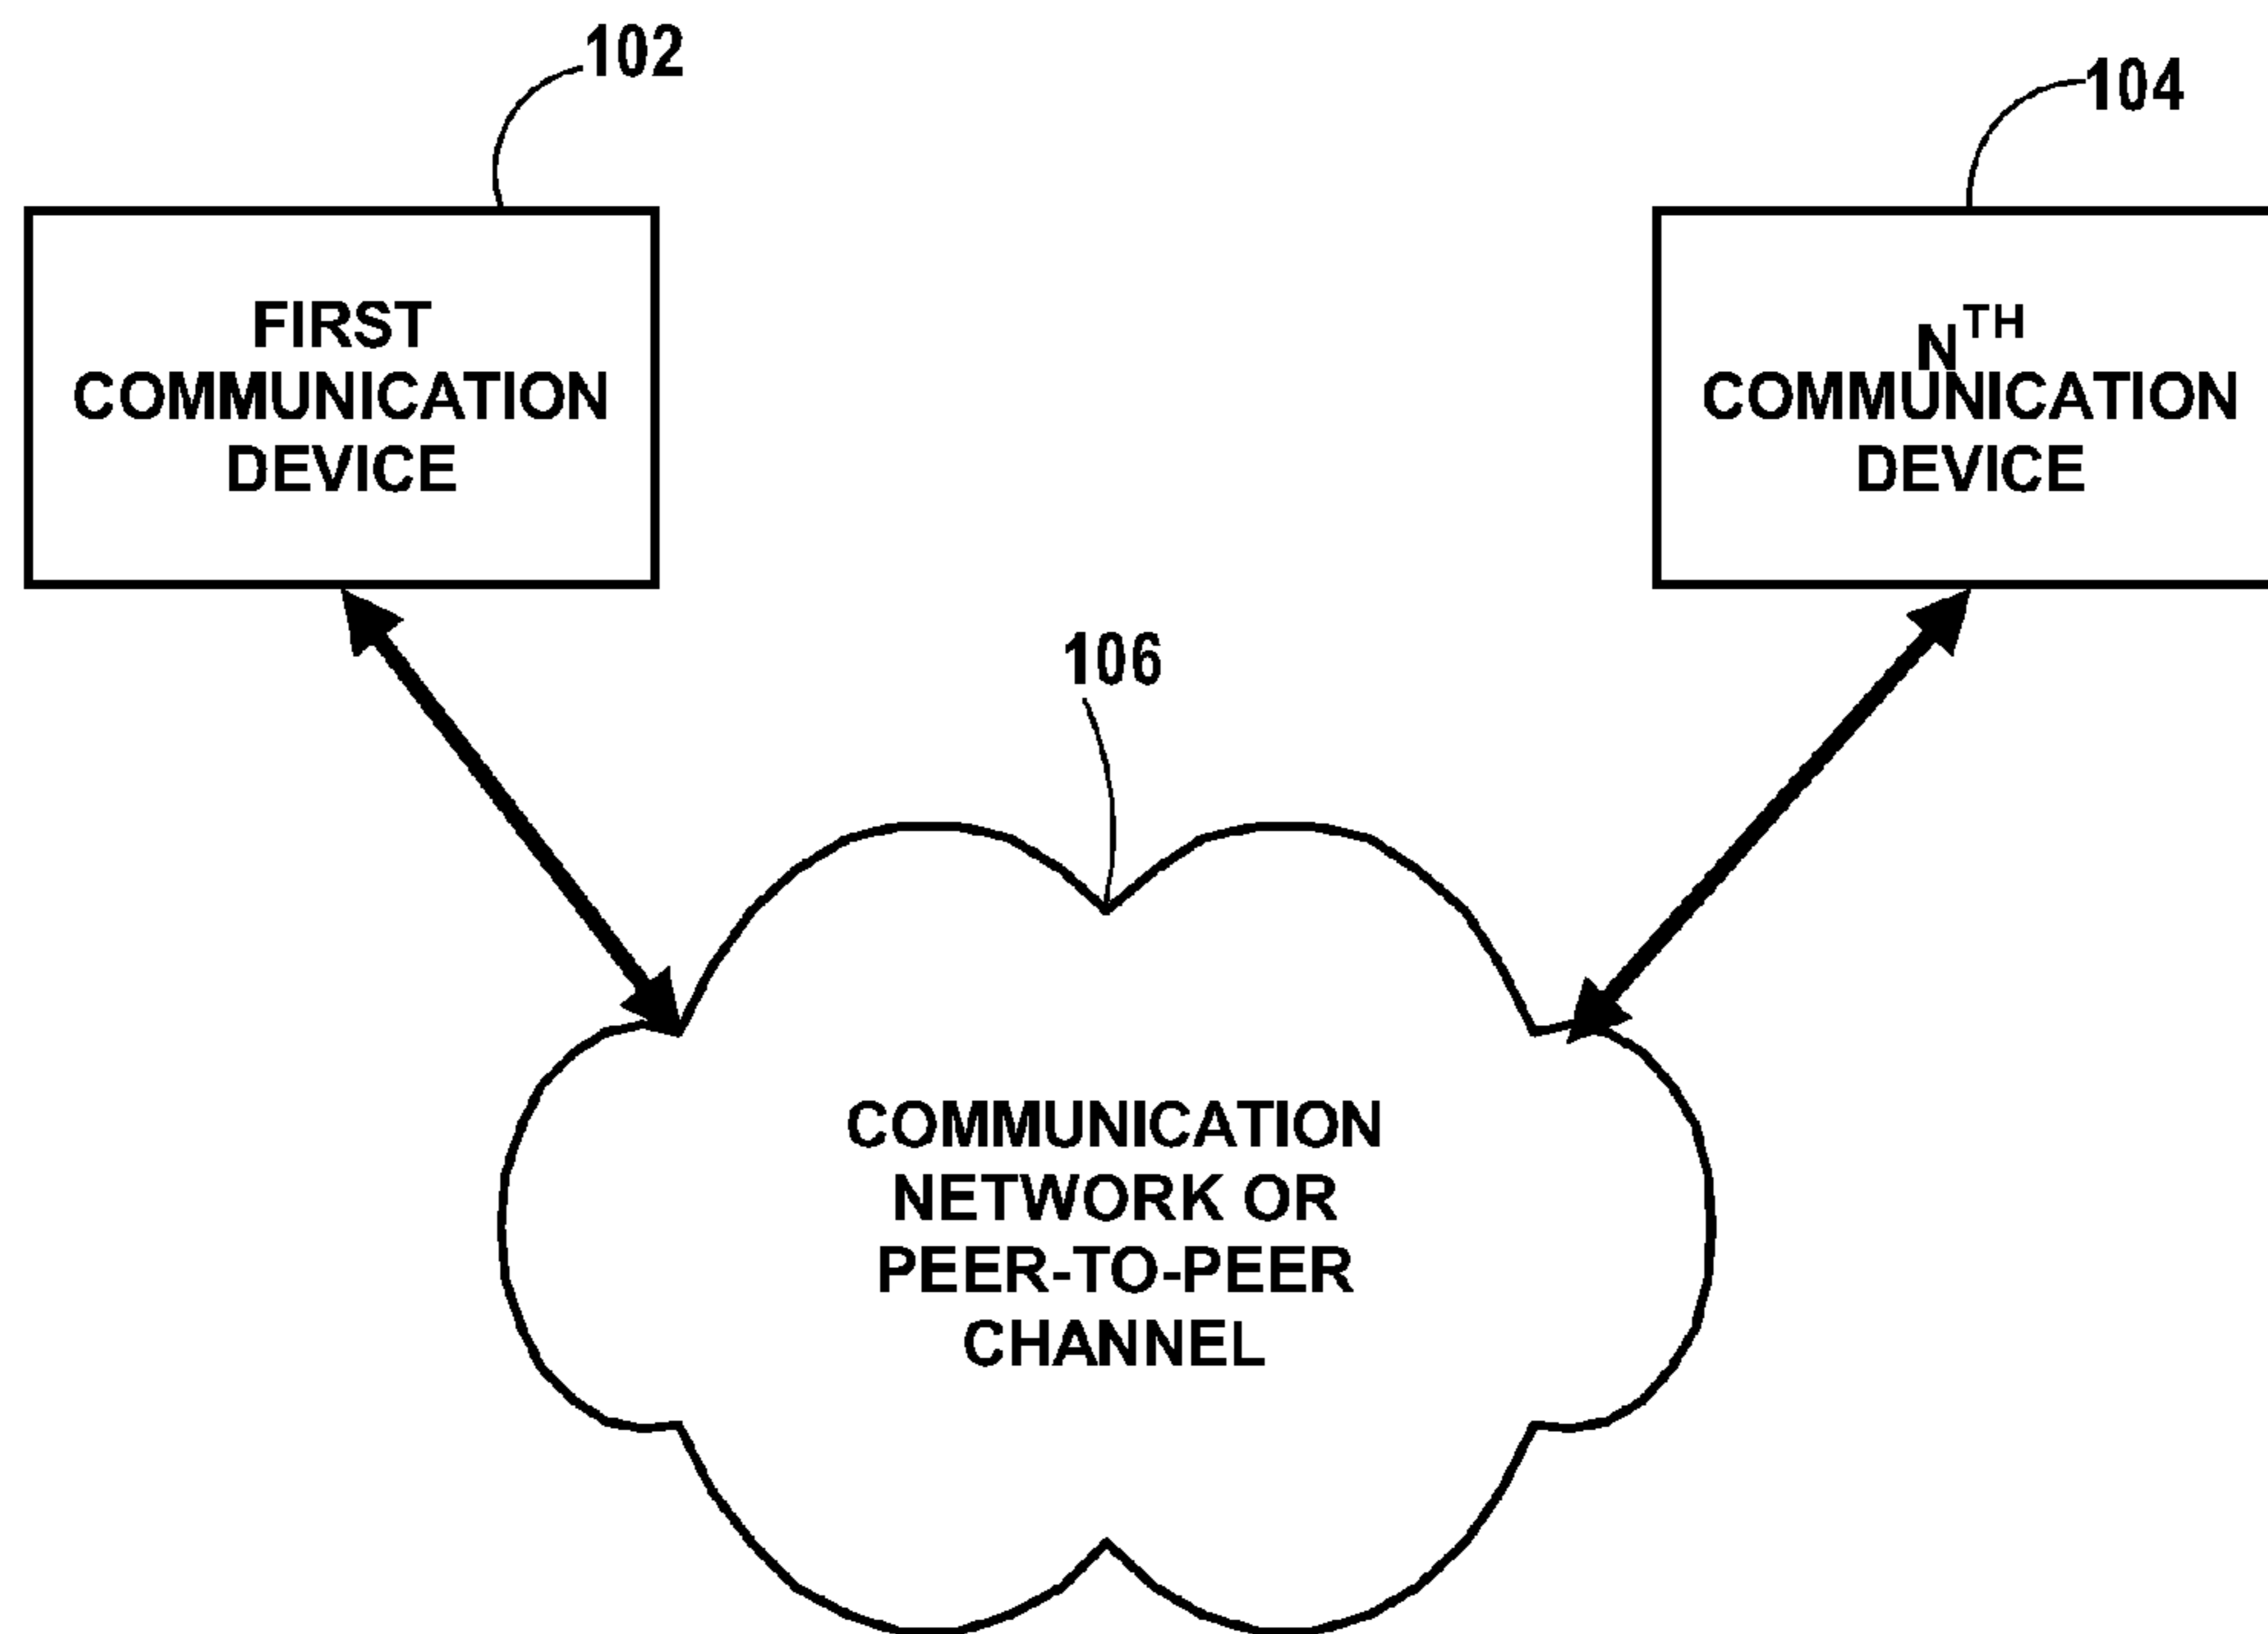 102
104
FIRST
COMMUNICATION
DEVICE
NTH
COMMUNICATION
DEVICE
106
COMMUNICATION
NETWORK OR
PEER-TO-PEER
CHANNEL